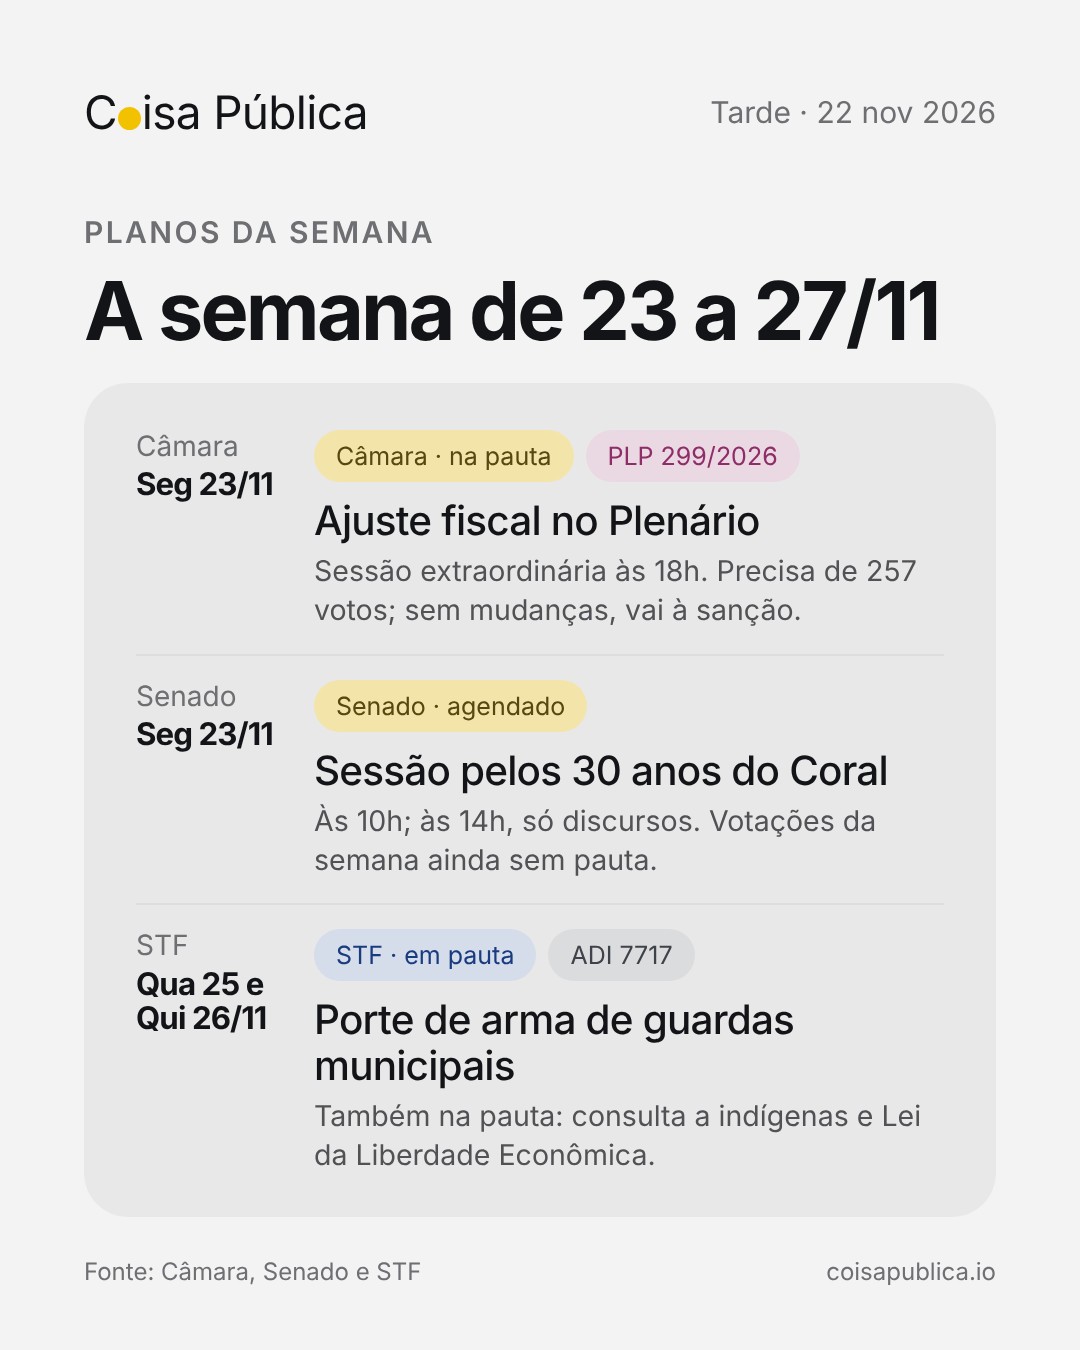 Coisa Pública
Tarde · 22 nov 2026
PLANOS DA SEMANA
A semana de 23 a 27/11
Câmara
Seg 23/11
Câmara · na pauta
PLP 299/2026
Ajuste fiscal no Plenário
Sessão extraordinária às 18h. Precisa de 257
votos; sem mudanças, vai à sanção.
Senado
Seg 23/11
Senado · agendado
Sessão pelos 30 anos do Coral
Às 10h; às 14h, só discursos. Votações da
semana ainda sem pauta.
STF
Qua 25 e
Qui 26/11
STF · em pauta
ADI 7717
Porte de arma de guardas
municipais
Também na pauta: consulta a indígenas e Lei
da Liberdade Econômica.
Fonte: Câmara, Senado e STF
coisapublica.io